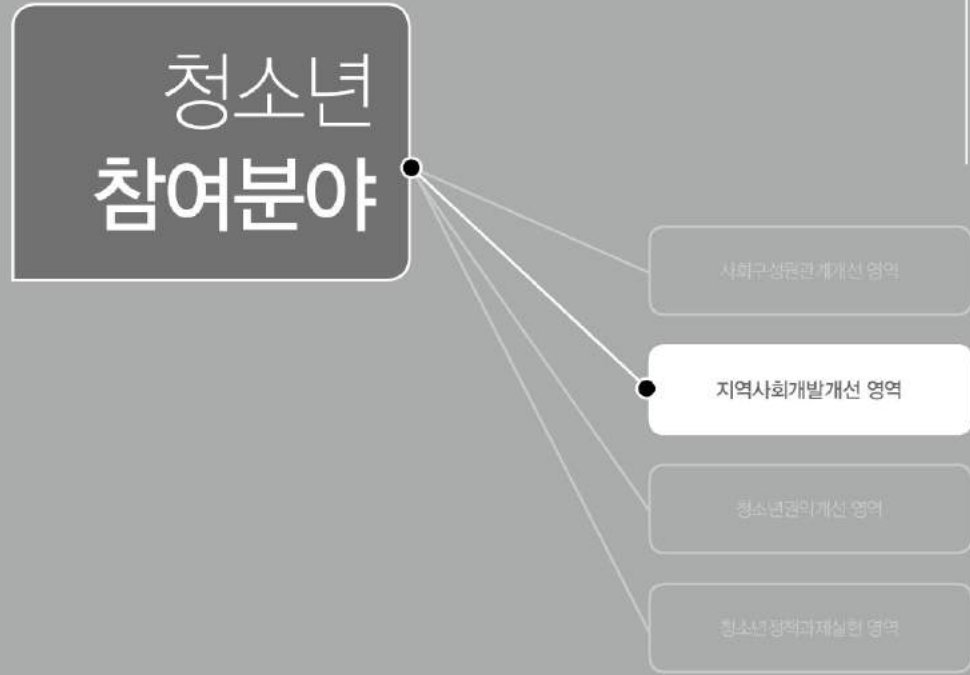 청소년
참여분야
사회구성원관계개선 영역
지역사회개발개선 영역
청소년권익개선 영역
청소년정책과제실현 영역